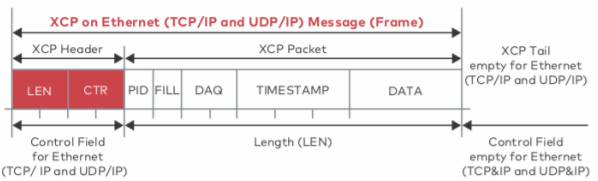 XCP on Ethernet (TCP/IP and UDP/IP) Message (Frame)
XCP Header
XCP Packet
XCP Tail
empty for Ethernet
(TCP/IP and UDP/IP)
LEN
CTR
PID
FILL
DAQ
TIMESTAMP
DATA
Control Field
for Ethernet
(TCP/ IP and UDP/IP)
Length (LEN)
Control Field
empty for Ethernet
(TCP&IP and UDP&IP)